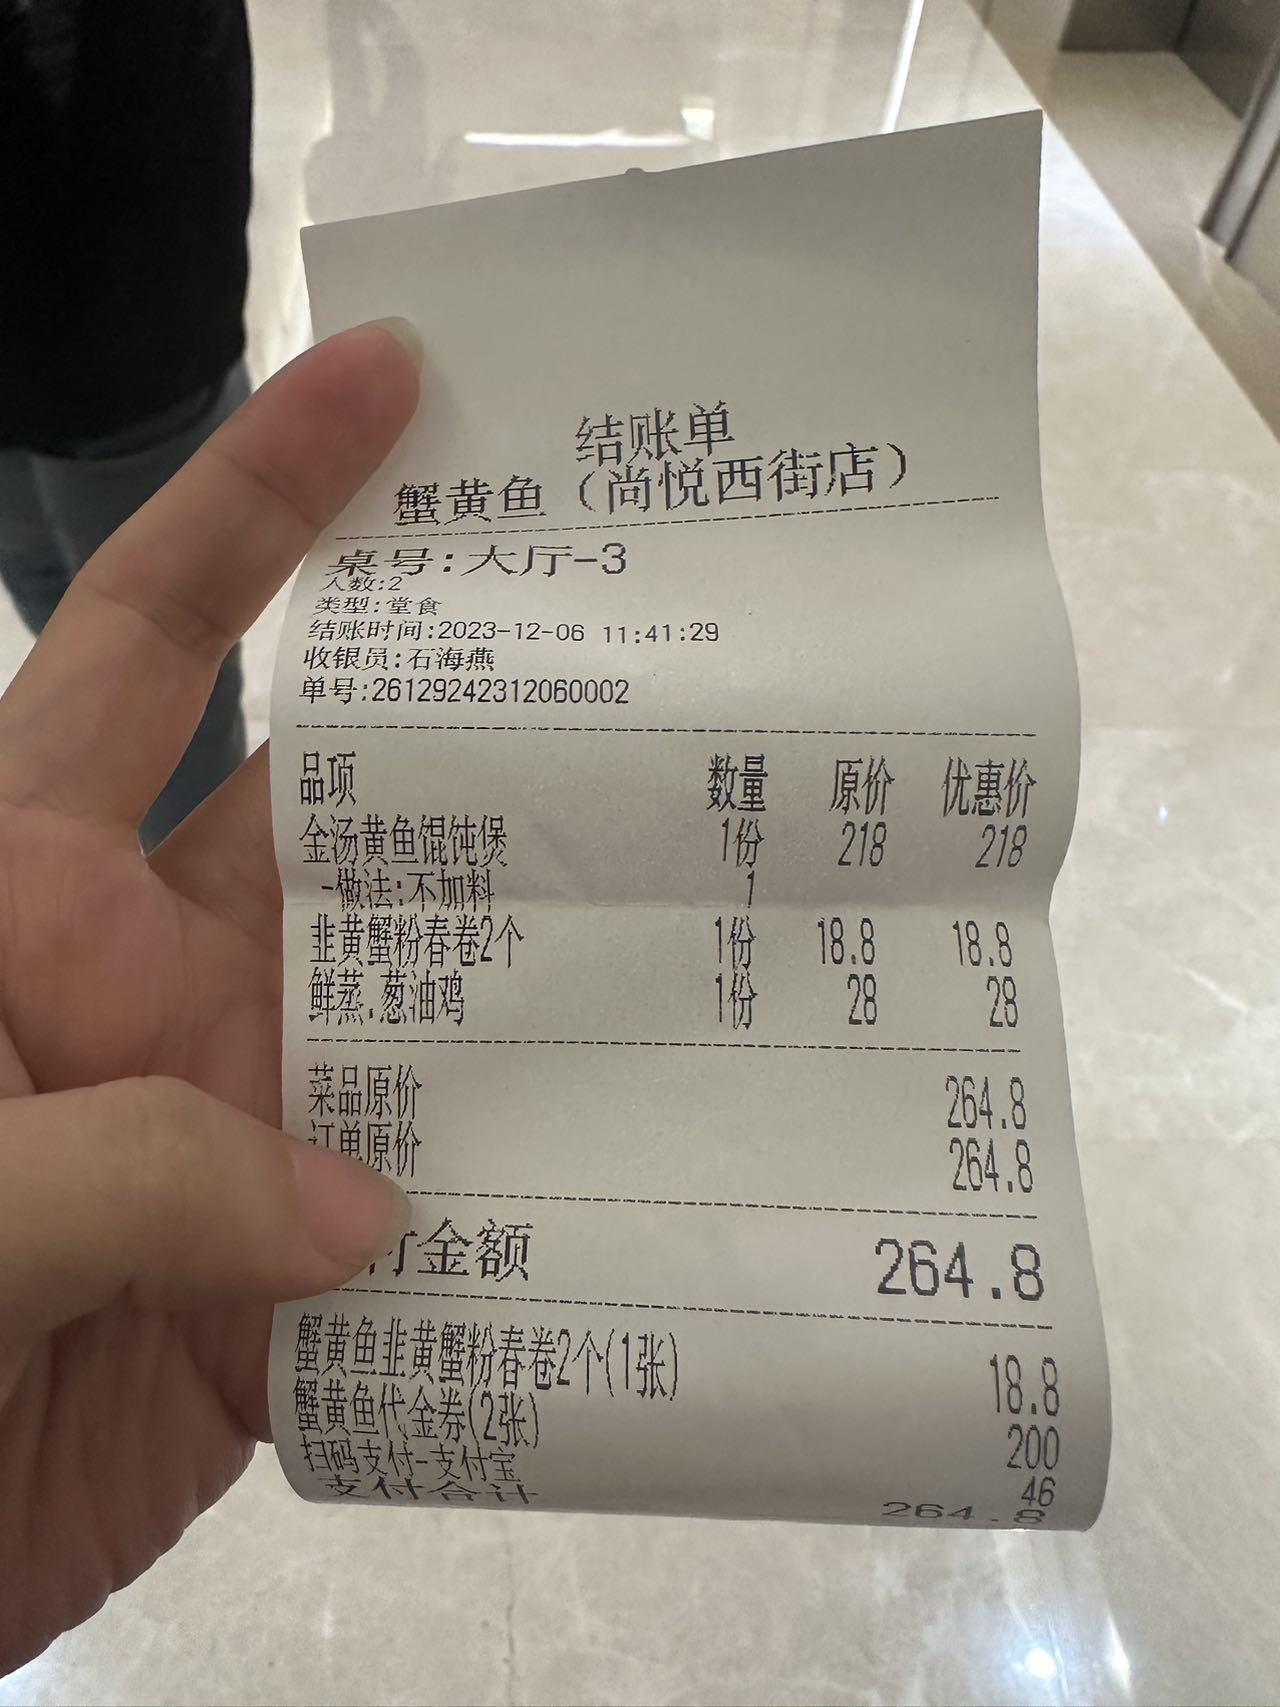 结账单
蟹黄鱼（尚悦西街店）
桌号:大厅-3
人数:2
类型:堂食
结账时间:2023-12-06 11:41:29
收银员:石海燕
单号:26129242312060002
品项 数量 原价 优惠价
金汤黄鱼馄饨煲 1份 218 218
-做法:不加料 1
韭黄蟹粉春卷2个 1份 18.8 18.8
鲜蒸.葱油鸡 1份 28 28
菜品原价 264.8
订单原价 264.8
付金额 264.8
蟹黄鱼韭黄蟹粉春卷2个(1张) 18.8
蟹黄鱼代金券(2张) 200
扫码支付-支付宝 46
支付合计 264.8